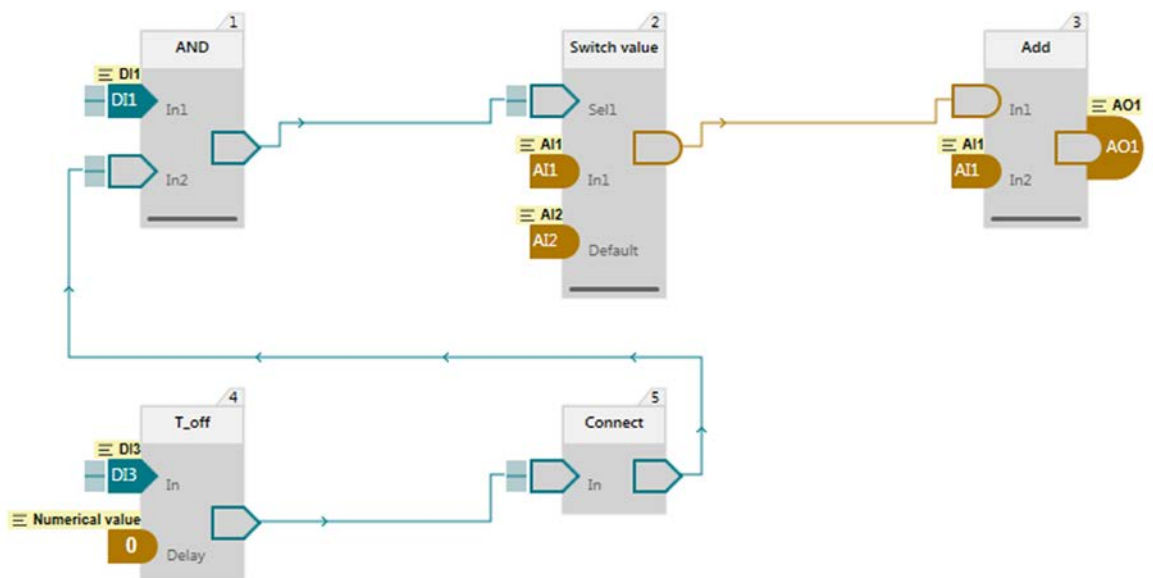 1
AND
DI1
DI1
In1
In2
2
Switch value
Sel1
AI1
AI1
In1
AI2
AI2
Default
3
Add
In1
AO1
AO1
AI1
AI1
In2
4
T_off
DI3
DI3
In
Numerical value
0
Delay
5
Connect
In